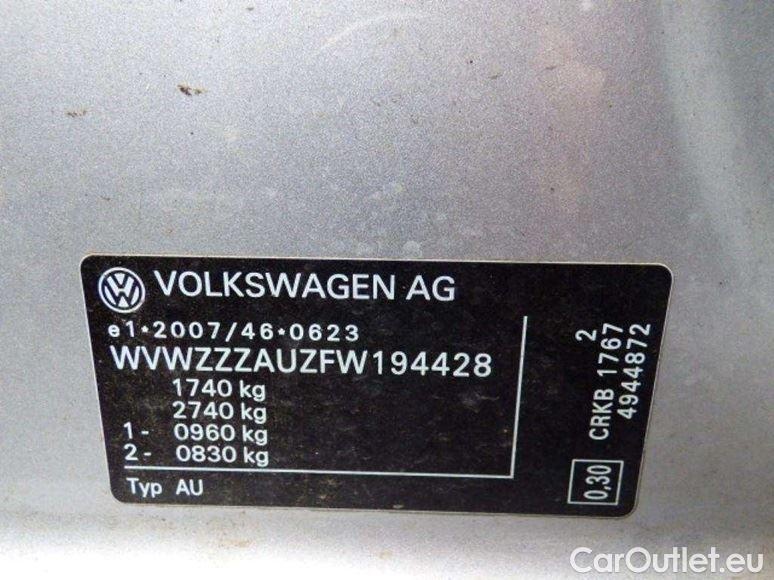 VOLKSWAGEN AG
e1*2007/46*0623
WVWZZZAUZFW194428
1740 kg
2740 kg
1- 0960 kg
2- 0830 kg
Typ AU
2
CRKB 1767
4944872
0,30
CarOutlet.eu